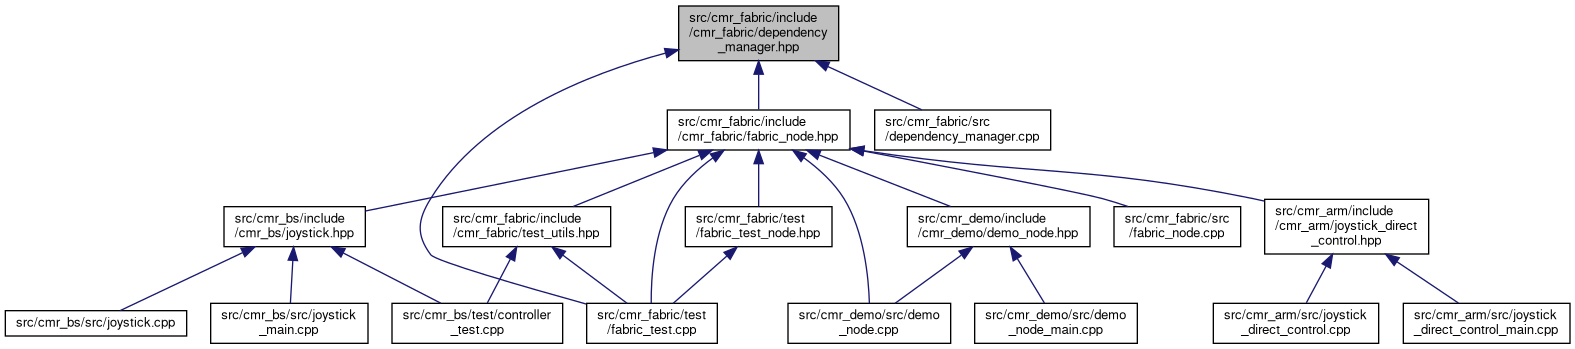 src/cmr_fabric/include
/cmr_fabric/dependency
_manager.hpp
src/cmr_fabric/include
/cmr_fabric/fabric_node.hpp
src/cmr_fabric/src
/dependency_manager.cpp
src/cmr_bs/include
/cmr_bs/joystick.hpp
src/cmr_fabric/include
/cmr_fabric/test_utils.hpp
src/cmr_fabric/test
/fabric_test_node.hpp
src/cmr_demo/include
/cmr_demo/demo_node.hpp
src/cmr_fabric/src
/fabric_node.cpp
src/cmr_arm/include
/cmr_arm/joystick_direct
_control.hpp
src/cmr_bs/src/joystick.cpp
src/cmr_bs/src/joystick
_main.cpp
src/cmr_bs/test/controller
_test.cpp
src/cmr_fabric/test
/fabric_test.cpp
src/cmr_demo/src/demo
_node.cpp
src/cmr_demo/src/demo
_node_main.cpp
src/cmr_arm/src/joystick
_direct_control.cpp
src/cmr_arm/src/joystick
_direct_control_main.cpp